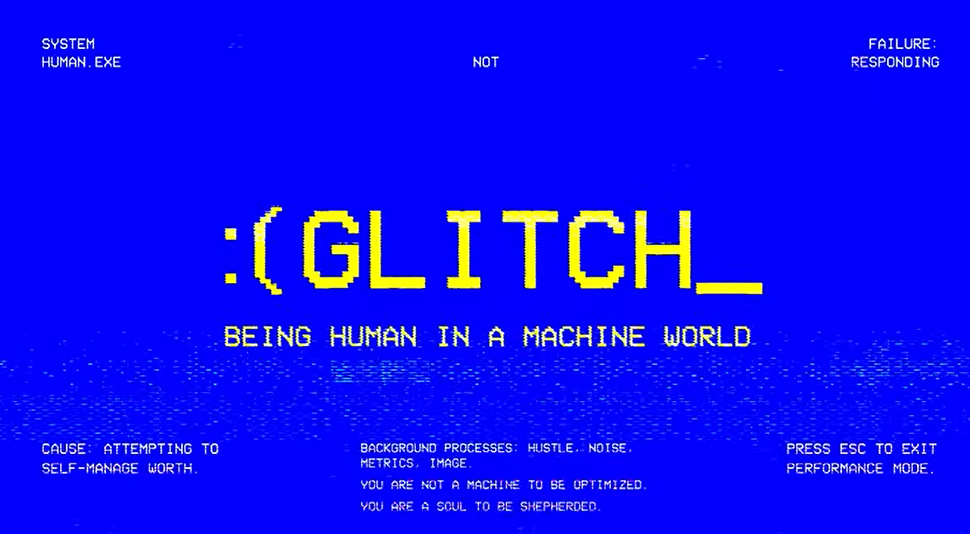 SYSTEM FAILURE:
HUMAN.EXE NOT RESPONDING
:(GLITCH_
BEING HUMAN IN A MACHINE WORLD
CAUSE: ATTEMPTING TO
SELF-MANAGE WORTH.
BACKGROUND PROCESSES: HUSTLE, NOISE,
METRICS, IMAGE.
YOU ARE NOT A MACHINE TO BE OPTIMIZED.
YOU ARE A SOUL TO BE SHEPHERDED.
PRESS ESC TO EXIT
PERFORMANCE MODE.